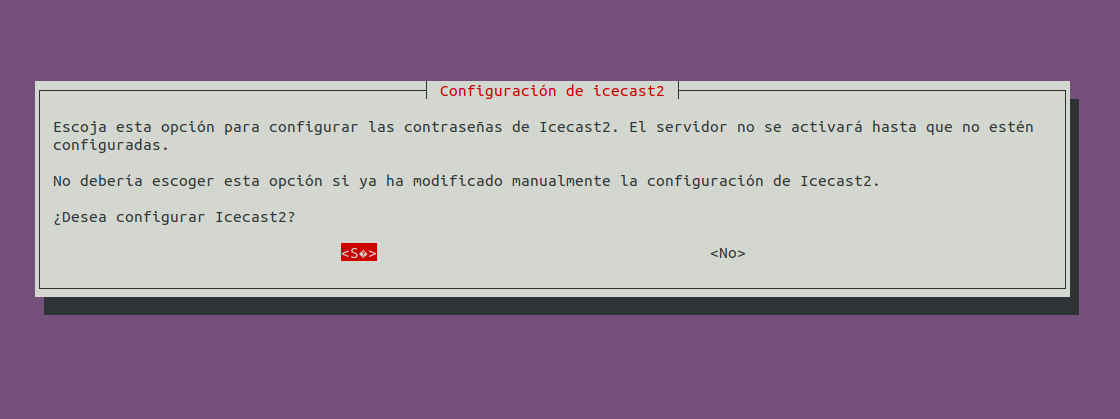 Configuración de icecast2
Escoja esta opción para configurar las contraseñas de Icecast2. El servidor no se activará hasta que no estén
configuradas.
No debería escoger esta opción si ya ha modificado manualmente la configuración de Icecast2.
¿Desea configurar Icecast2?
<S�> <No>